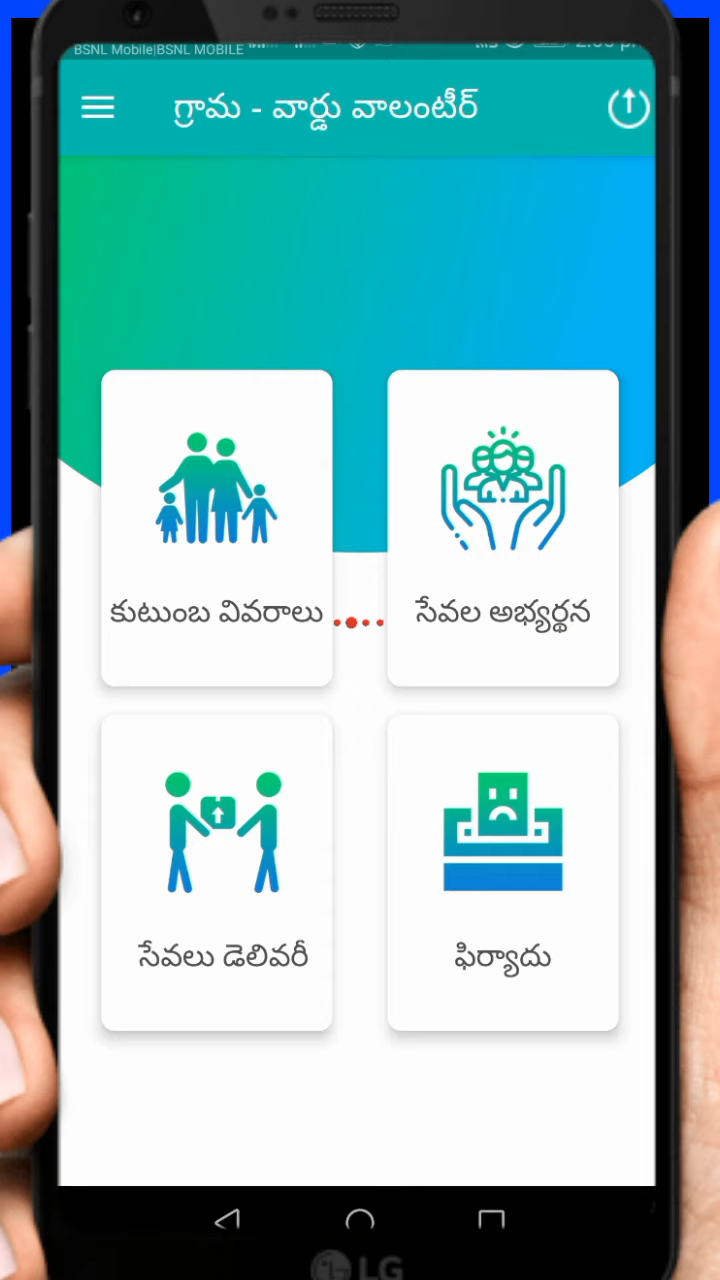 BSNL Mobile|BSNL MOBILE
గ్రామ - వార్డు వాలంటీర్
కుటుంబ వివరాలు
సేవల అభ్యర్థన
సేవలు డెలివరీ
ఫిర్యాదు
LG